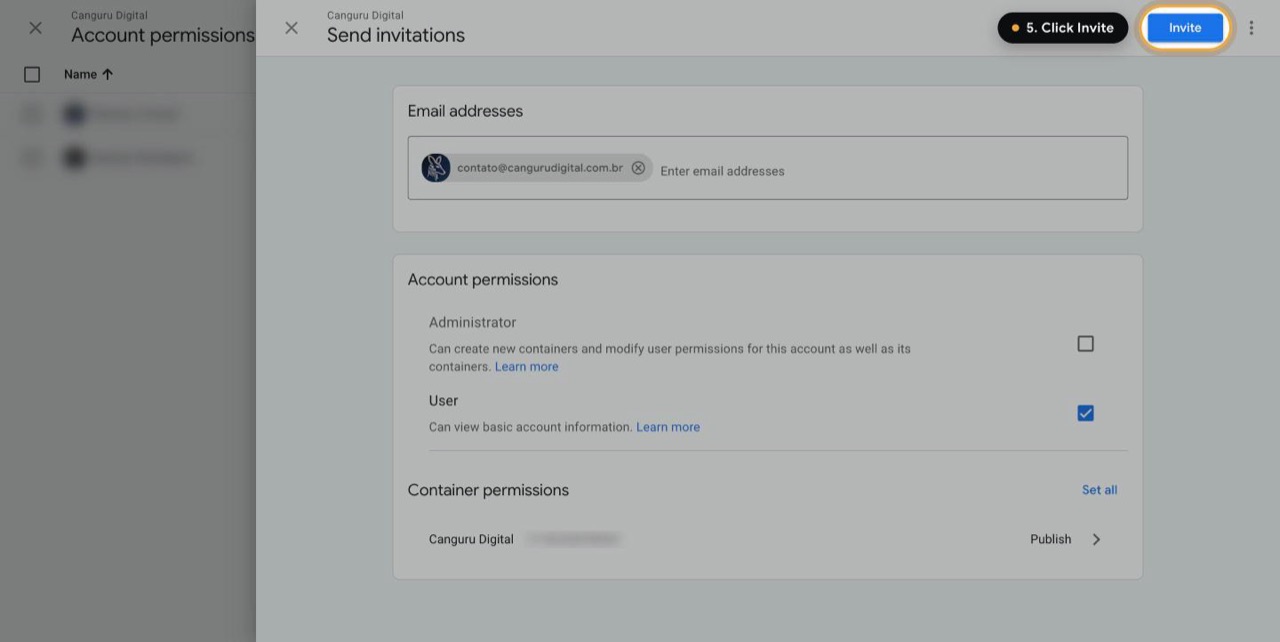 Canguru Digital
Account permissions
Name
Canguru Digital
Send invitations
5. Click Invite
Invite
Email addresses
contato@cangurudigital.com.br
Enter email addresses
Account permissions
Administrator
Can create new containers and modify user permissions for this account as well as its
containers. Learn more
User
Can view basic account information. Learn more
Container permissions
Set all
Canguru Digital
Publish